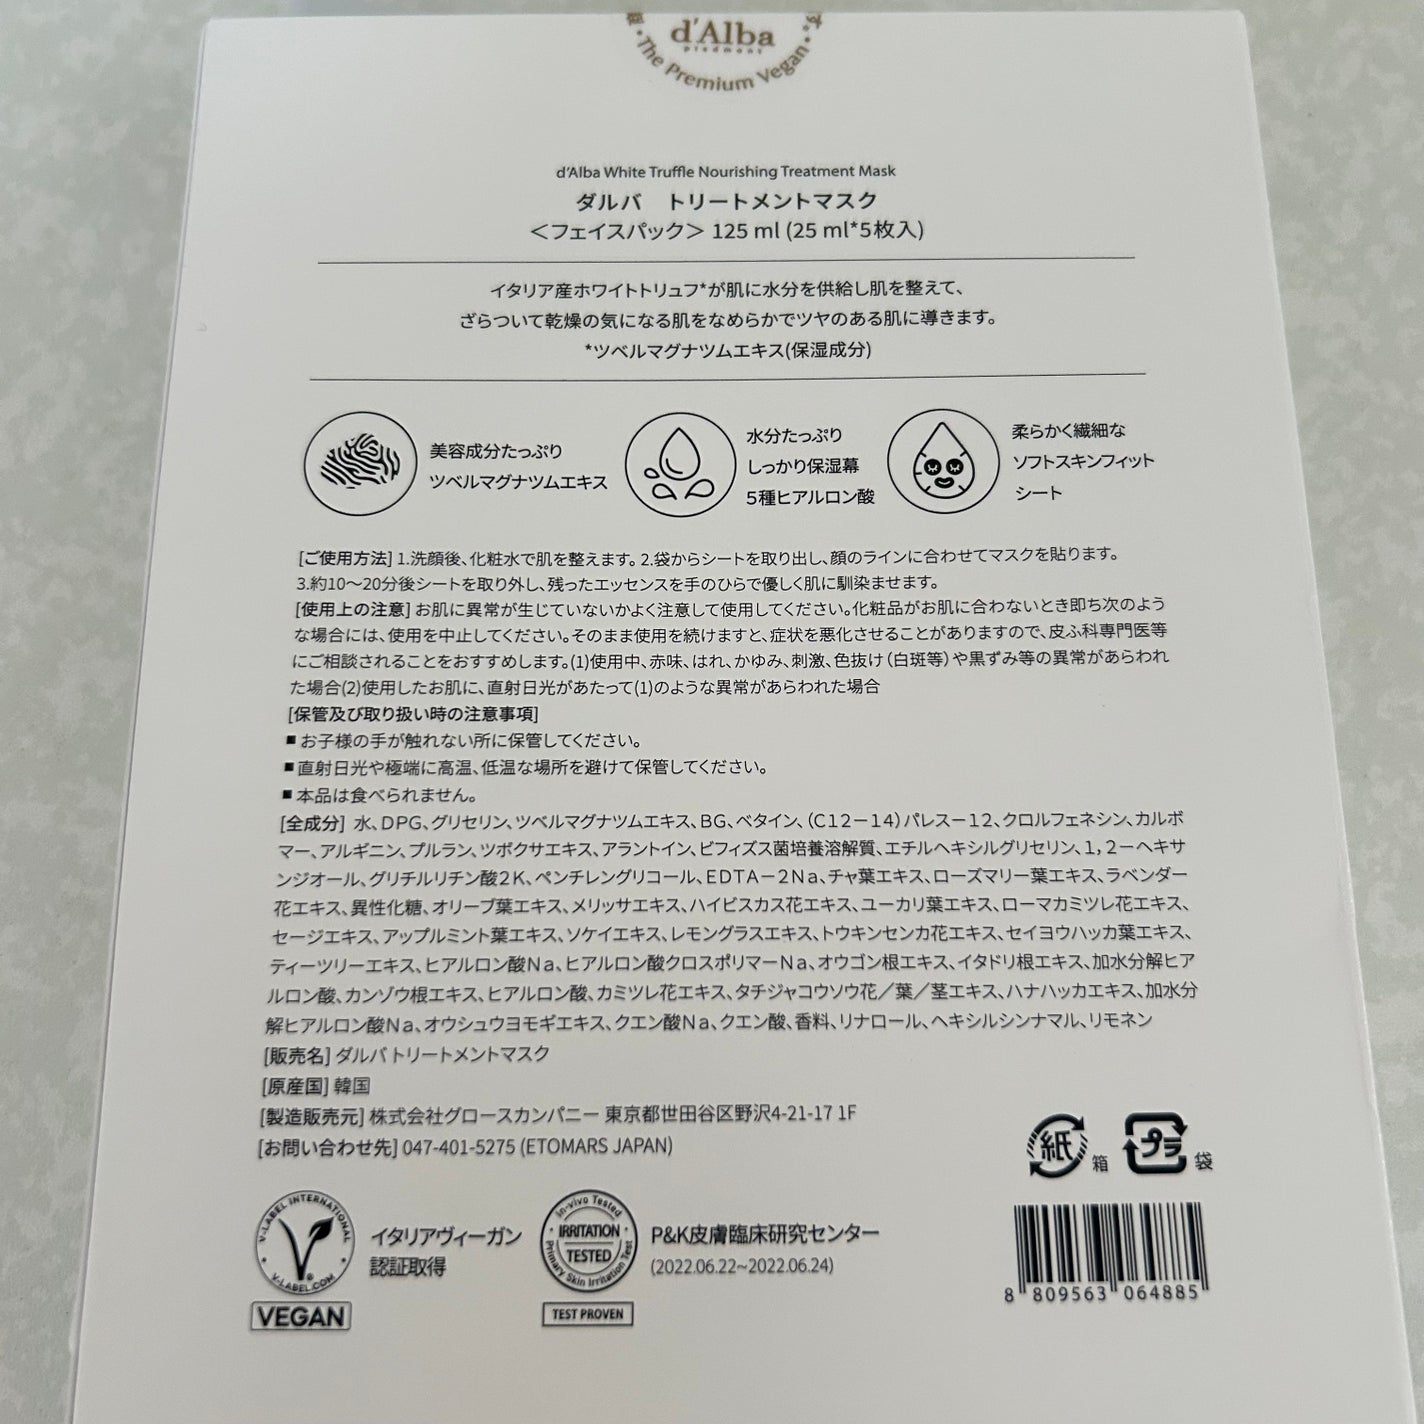 d'Alba
piedmont
The Premium Vegan
d'Alba White Truffle Nourishing Treatment Mask
ダルバ　トリートメントマスク
＜フェイスパック＞ 125 ml (25 ml*5枚入)
イタリア産ホワイトトリュフ*が肌に水分を供給し肌を整えて、
ざらついて乾燥の気になる肌をなめらかでツヤのある肌に導きます。
*ツベルマグナツムエキス(保湿成分)
美容成分たっぷり
ツベルマグナツムエキス
水分たっぷり
しっかり保湿幕
5種ヒアルロン酸
柔らかく繊細な
ソフトスキンフィット
シート
[ご使用方法] 1.洗顔後、化粧水で肌を整えます。2.袋からシートを取り出し、顔のラインに合わせてマスクを貼ります。
3.約10～20分後シートを取り外し、残ったエッセンスを手のひらで優しく肌に馴染ませます。
[使用上の注意] お肌に異常が生じていないかよく注意して使用してください。化粧品がお肌に合わないとき即ち次のよう
な場合には、使用を中止してください。そのまま使用を続けますと、症状を悪化させることがありますので、皮ふ科専門医等
にご相談されることをおすすめします。(1)使用中、赤味、はれ、かゆみ、刺激、色抜け（白斑等）や黒ずみ等の異常があらわれ
た場合(2)使用したお肌に、直射日光があたって(1)のような異常があらわれた場合
[保管及び取り扱い時の注意事項]
■ お子様の手が触れない所に保管してください。
■ 直射日光や極端に高温、低温な場所を避けて保管してください。
■ 本品は食べられません。
[全成分] 水、DPG、グリセリン、ツベルマグナツムエキス、BG、ベタイン、（C12－14）パレス－12、クロルフェネシン、カルボ
マー、アルギニン、プルラン、ツボクサエキス、アラントイン、ビフィズス菌培養溶解質、エチルヘキシルグリセリン、1，2－ヘキサ
ンジオール、グリチルリチン酸2K、ペンチレングリコール、EDTA－2Na、チャ葉エキス、ローズマリー葉エキス、ラベンダー
花エキス、異性化糖、オリーブ葉エキス、メリッサエキス、ハイビスカス花エキス、ユーカリ葉エキス、ローマカミツレ花エキス、
セージエキス、アップルミント葉エキス、ソケイエキス、レモングラスエキス、トウキンセンカ花エキス、セイヨウハッカ葉エキス、
ティーツリーエキス、ヒアルロン酸Na、ヒアルロン酸クロスポリマーNa、オウゴン根エキス、イタドリ根エキス、加水分解ヒア
ルロン酸、カンゾウ根エキス、ヒアルロン酸、カミツレ花エキス、タチジャコウソウ花／葉／茎エキス、ハナハッカエキス、加水分
解ヒアルロン酸Na、オウシュウヨモギエキス、クエン酸Na、クエン酸、香料、リナロール、ヘキシルシンナマル、リモネン
[販売名] ダルバトリートメントマスク
[原産国] 韓国
[製造販売元] 株式会社グロースカンパニー 東京都世田谷区野沢4-21-17 1F
[お問い合わせ先] 047-401-5275 (ETOMARS JAPAN)
紙 箱 プラ 袋
V-LABEL INTERNATIONAL
V-LABEL.COM
VEGAN
イタリアヴィーガン
認証取得
In-vivo Tested
IRRITATION
TESTED
Primary Skin Irritation Test
TEST PROVEN
P&K皮膚臨床研究センター
(2022.06.22~2022.06.24)
8 809563 064885